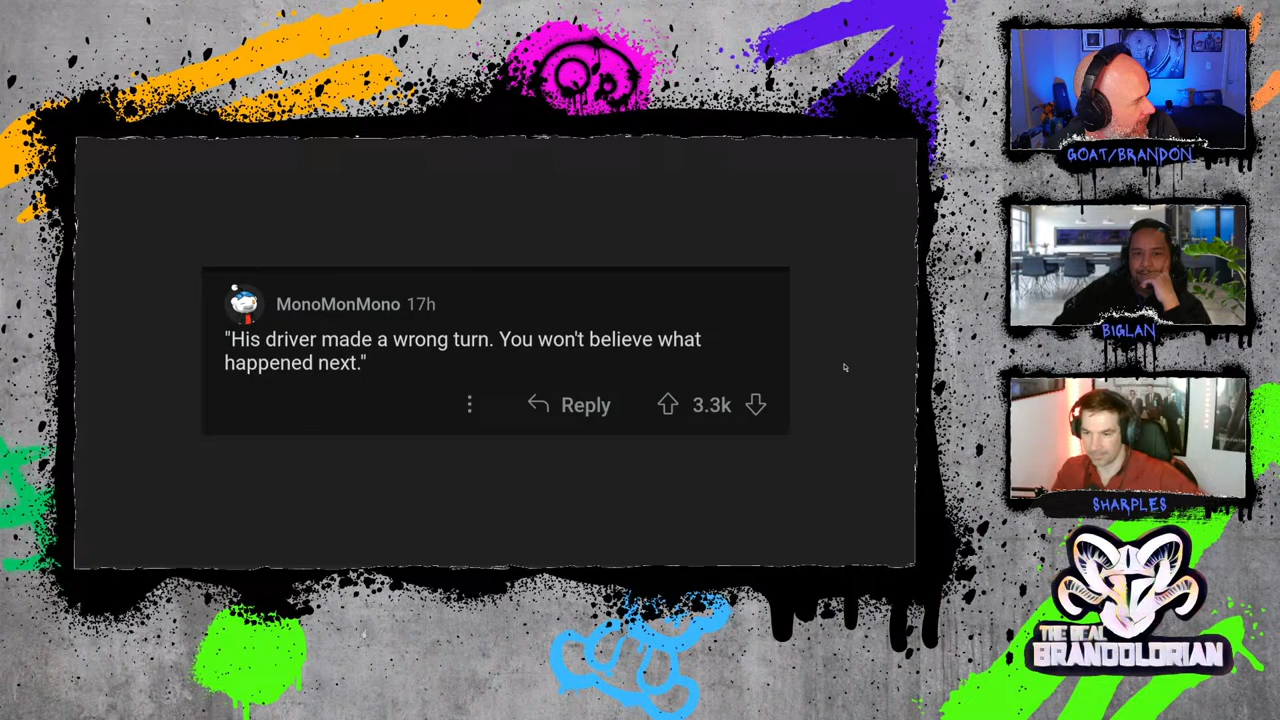 MonoMonMono 17h
"His driver made a wrong turn. You won't believe what
happened next."
Reply
3.3k
GOAT/BRANDON
BIGLAN
SHARPLES
THE REAL
BRANDOLORIAN